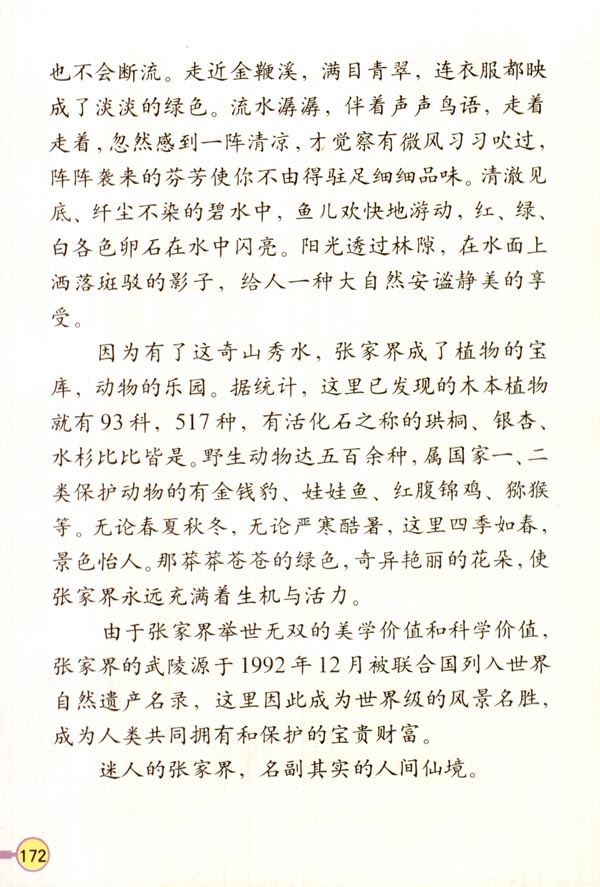 也不会断流。走近金鞭溪，满目青翠，连衣服都映
成了淡淡的绿色。流水潺潺，伴着声声鸟语，走着
走着，忽然感到一阵清凉，才觉察有微风习习吹过，
阵阵袭来的芬芳使你不由得驻足细细品味。清澈见
底、纤尘不染的碧水中，鱼儿欢快地游动，红、绿、
白各色卵石在水中闪亮。阳光透过林隙，在水面上
洒落斑驳的影子，给人一种大自然安谧静美的享
受。
因为有了这奇山秀水，张家界成了植物的宝
库，动物的乐园。据统计，这里已发现的木本植物
就有93科，517种，有活化石之称的珙桐、银杏、
水杉比比皆是。野生动物达五百余种，属国家一、二
类保护动物的有金钱豹、娃娃鱼、红腹锦鸡、猕猴
等。无论春夏秋冬，无论严寒酷暑，这里四季如春，
景色怡人。那莽莽苍苍的绿色，奇异艳丽的花朵，使
张家界永远充满着生机与活力。
由于张家界举世无双的美学价值和科学价值，
张家界的武陵源于1992年12月被联合国列入世界
自然遗产名录，这里因此成为世界级的风景名胜，
成为人类共同拥有和保护的宝贵财富。
迷人的张家界，名副其实的人间仙境。
172